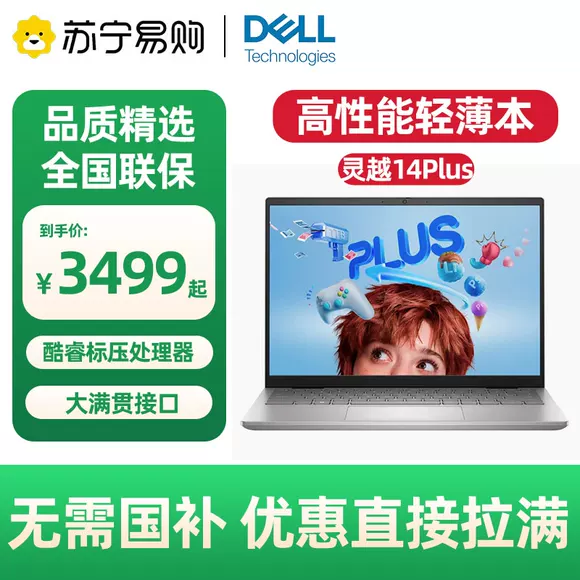 苏宁易购
DELL
Technologies
品质精选
全国联保
到手价:
¥3499起
酷睿标压处理器
大满贯接口
高性能轻薄本
灵越14Plus
PLUS
无需国补 优惠直接拉满